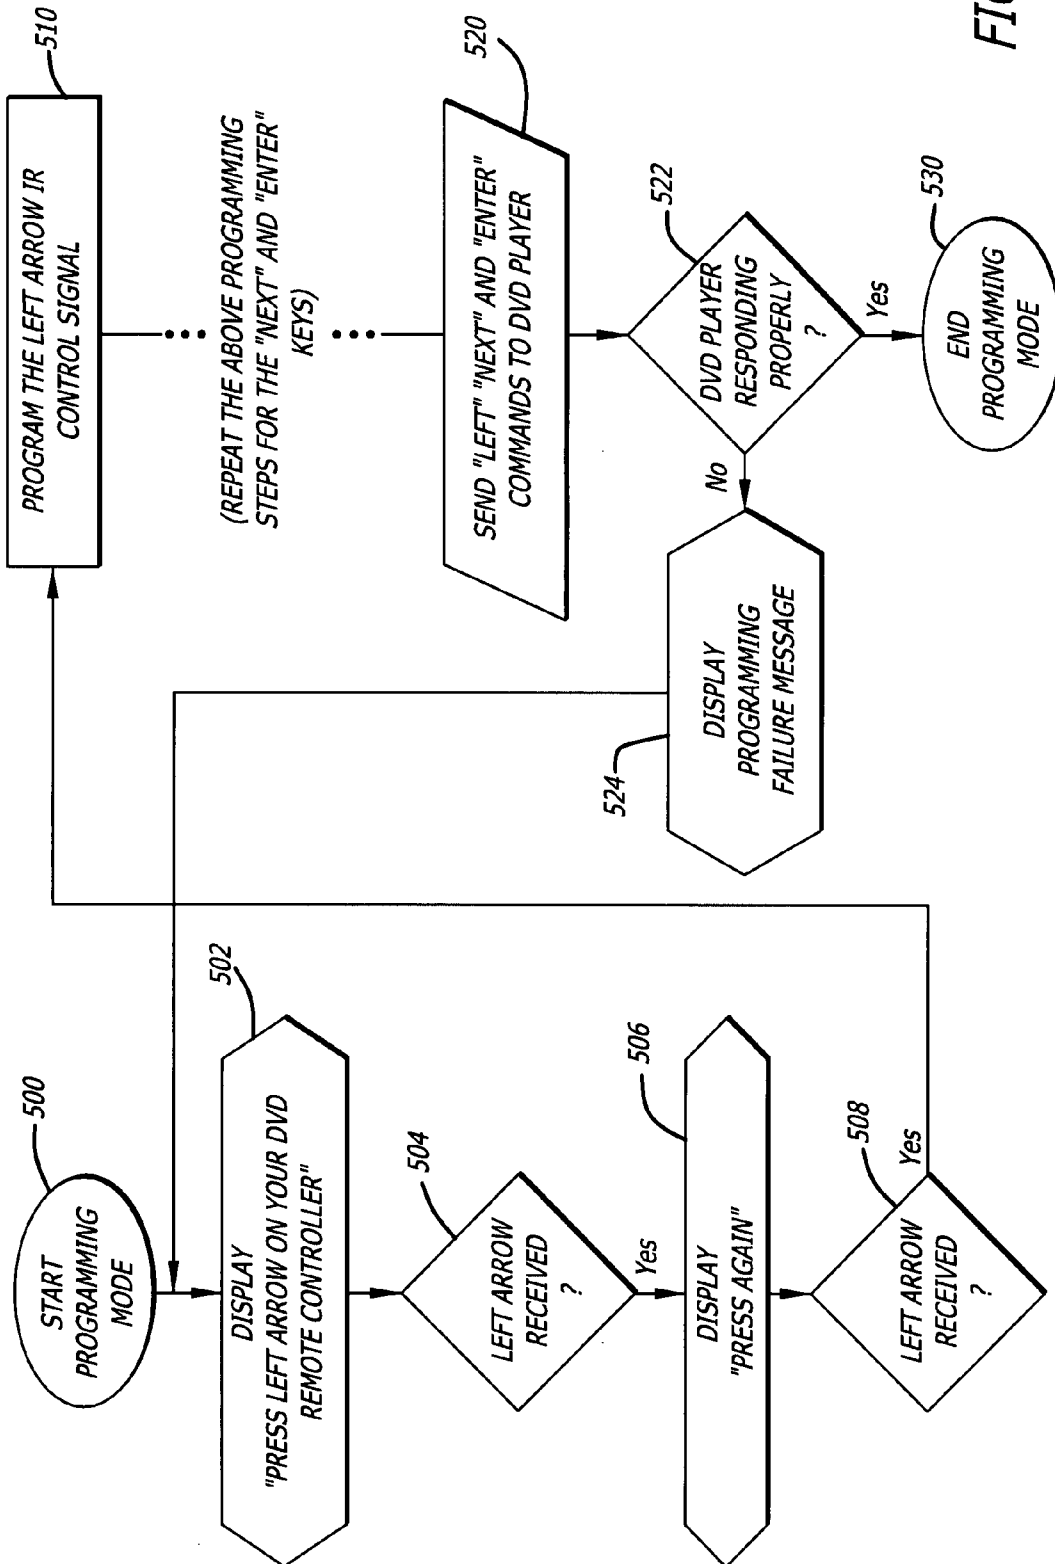 500
START
PROGRAMMING
MODE
502
DISPLAY
"PRESS LEFT ARROW ON YOUR DVD
REMOTE CONTROLLER"
504
LEFT ARROW
RECEIVED
?
Yes
506
DISPLAY
"PRESS AGAIN"
508
LEFT ARROW
RECEIVED
?
Yes
510
PROGRAM THE LEFT ARROW IR
CONTROL SIGNAL
(REPEAT THE ABOVE PROGRAMMING
STEPS FOR THE "NEXT" AND "ENTER"
KEYS)
520
SEND "LEFT" "NEXT" AND "ENTER"
COMMANDS TO DVD PLAYER
522
DVD PLAYER
RESPONDING
PROPERLY
?
No
Yes
524
DISPLAY
PROGRAMMING
FAILURE MESSAGE
530
END
PROGRAMMING
MODE